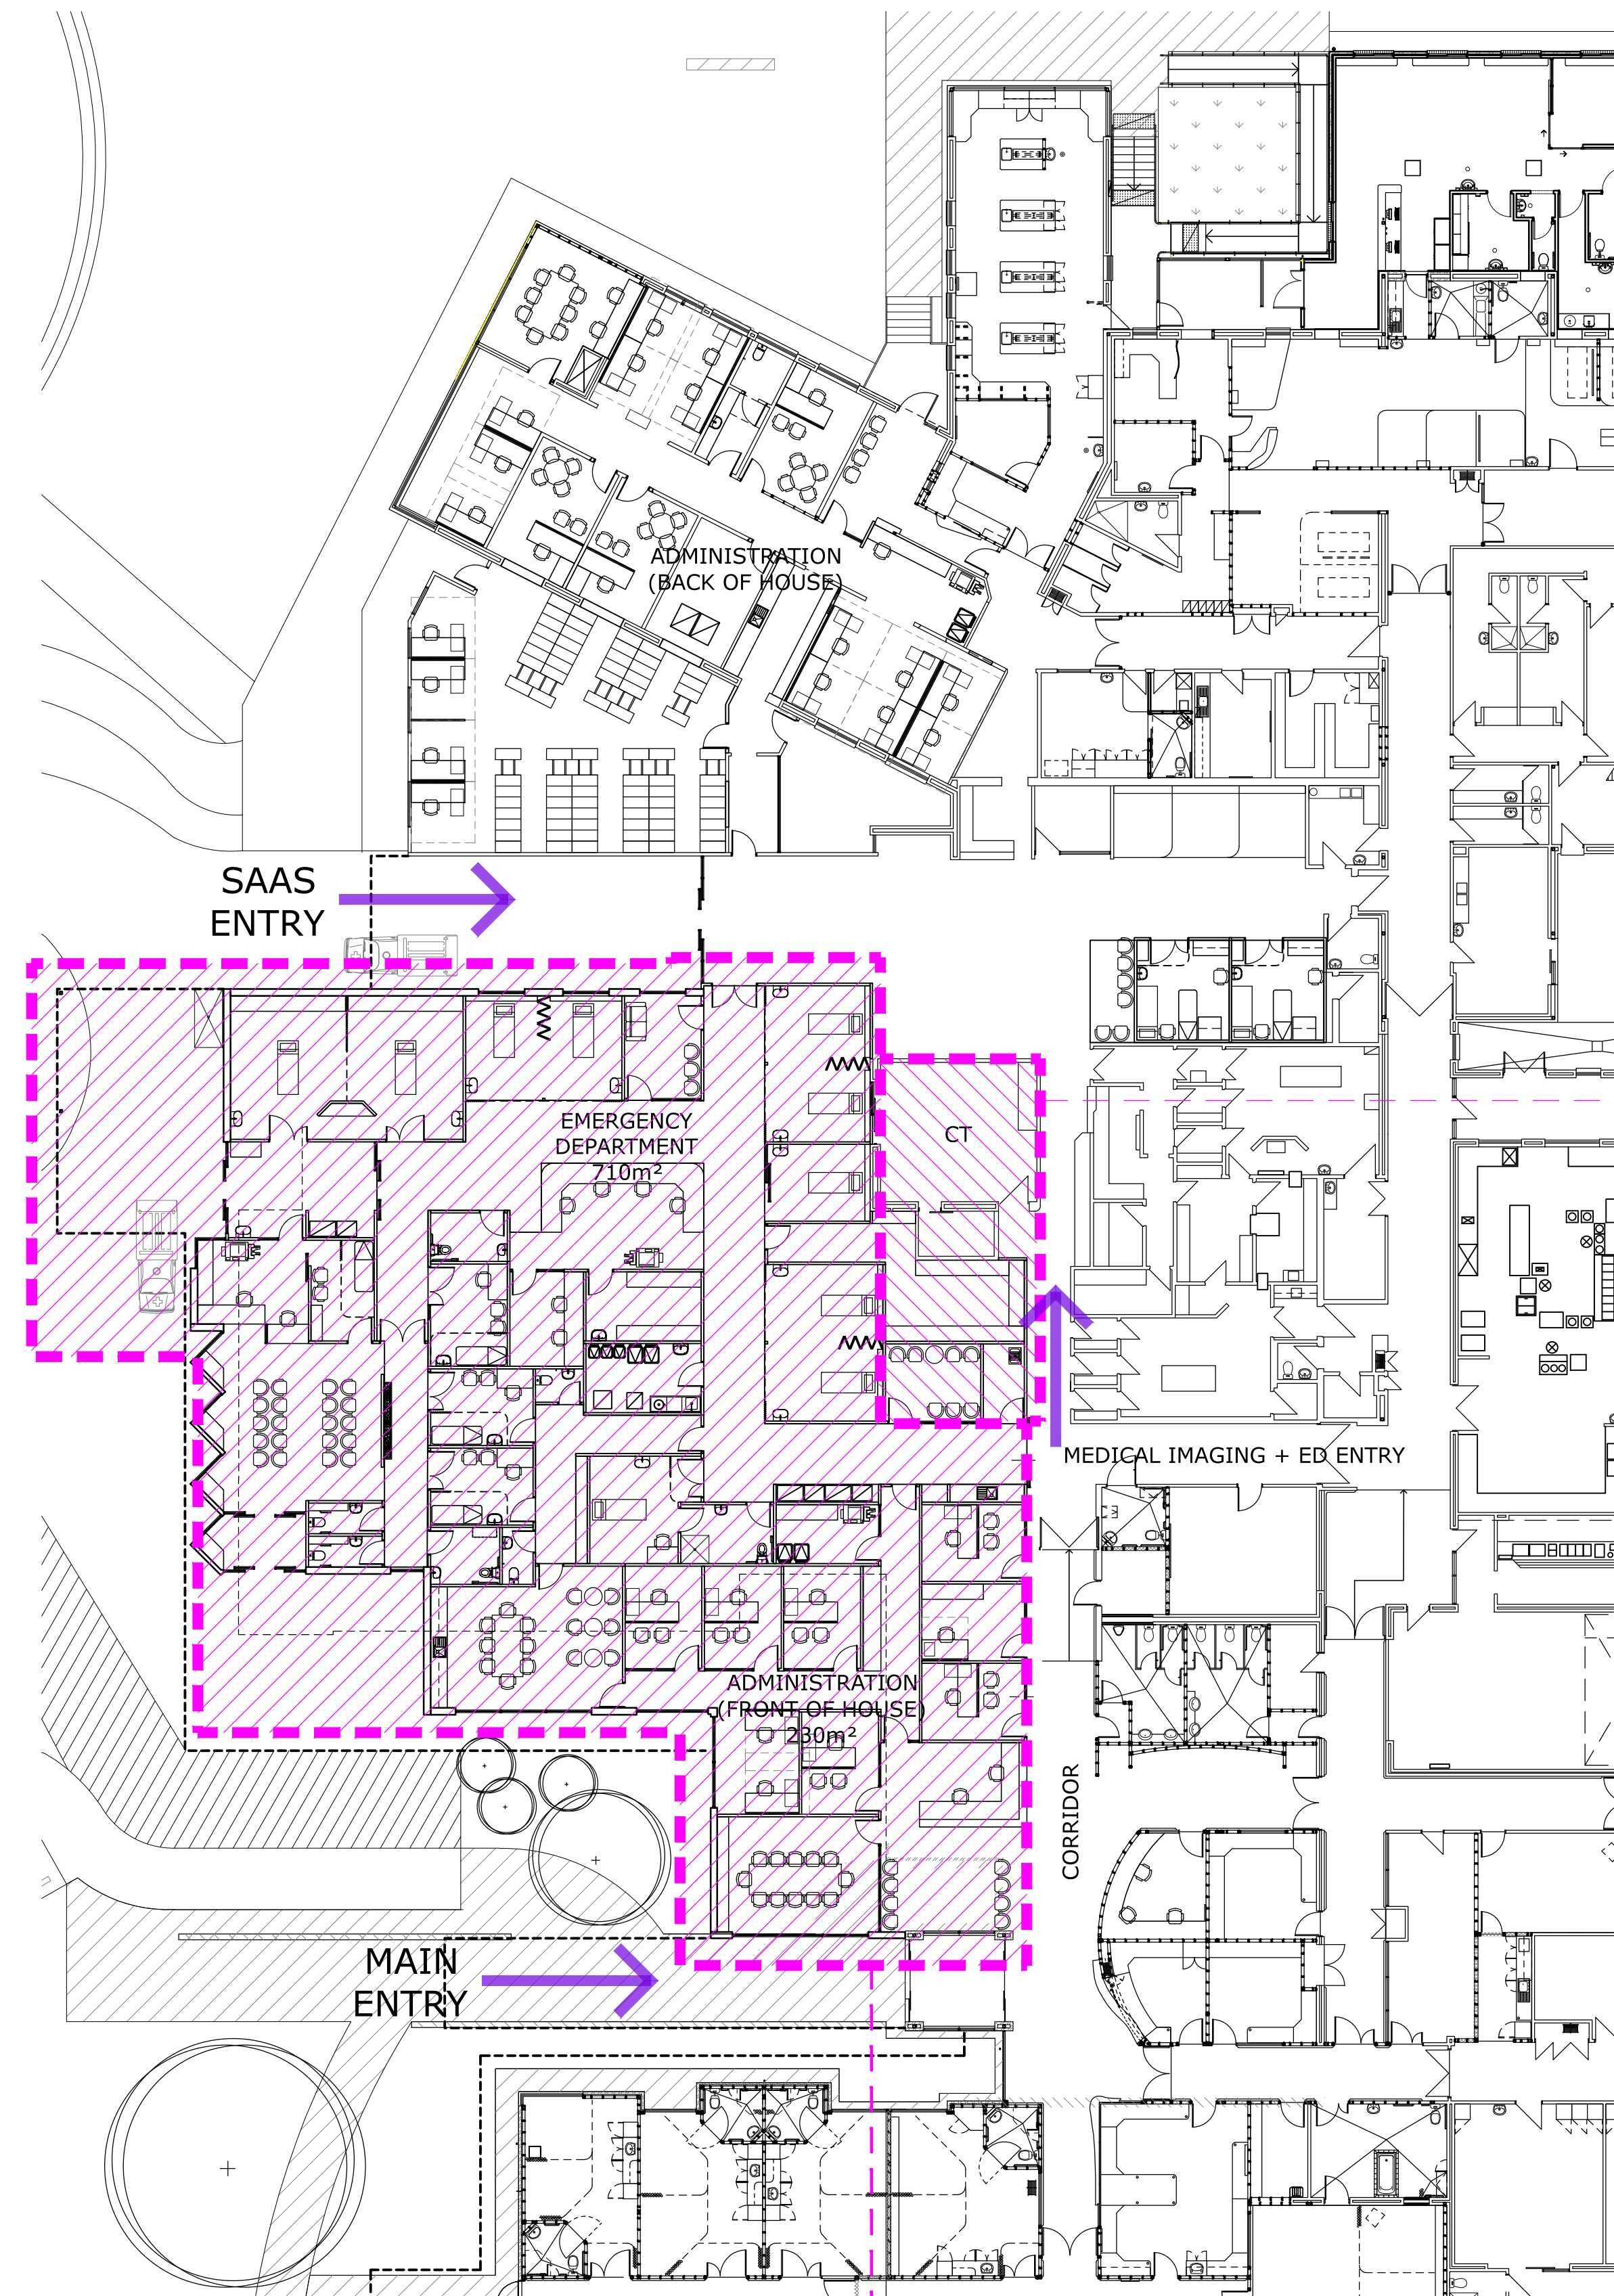 ADMINISTRATION
(BACK OF HOUSE)
SAAS
ENTRY
EMERGENCY
DEPARTMENT
710m²
CT
MEDICAL IMAGING + ED ENTRY
ADMINISTRATION
(FRONT OF HOUSE)
230m²
CORRIDOR
MAIN
ENTRY